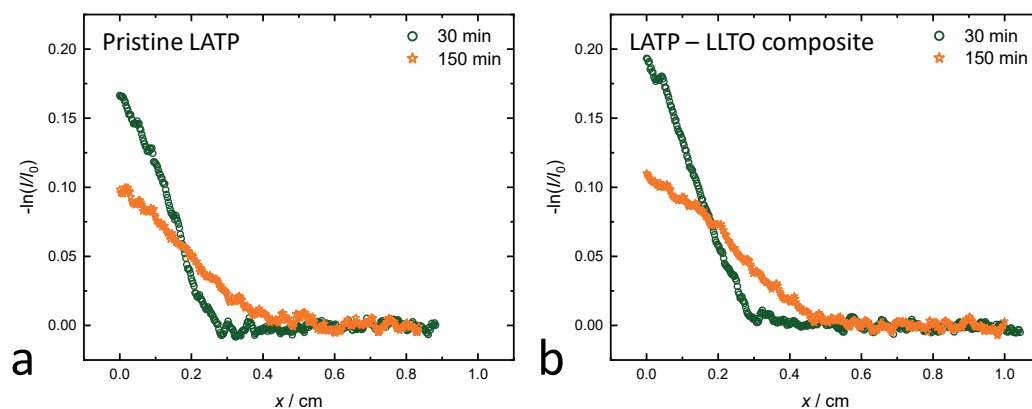 Pristine LATP
30 min
150 min
0.20
0.15
0.10
0.05
0.00
-ln(I/I₀)
0.0 0.2 0.4 0.6 0.8 1.0
x / cm
a
LATP – LLTO composite
30 min
150 min
0.20
0.15
0.10
0.05
0.00
-ln(I/I₀)
0.0 0.2 0.4 0.6 0.8 1.0
x / cm
b